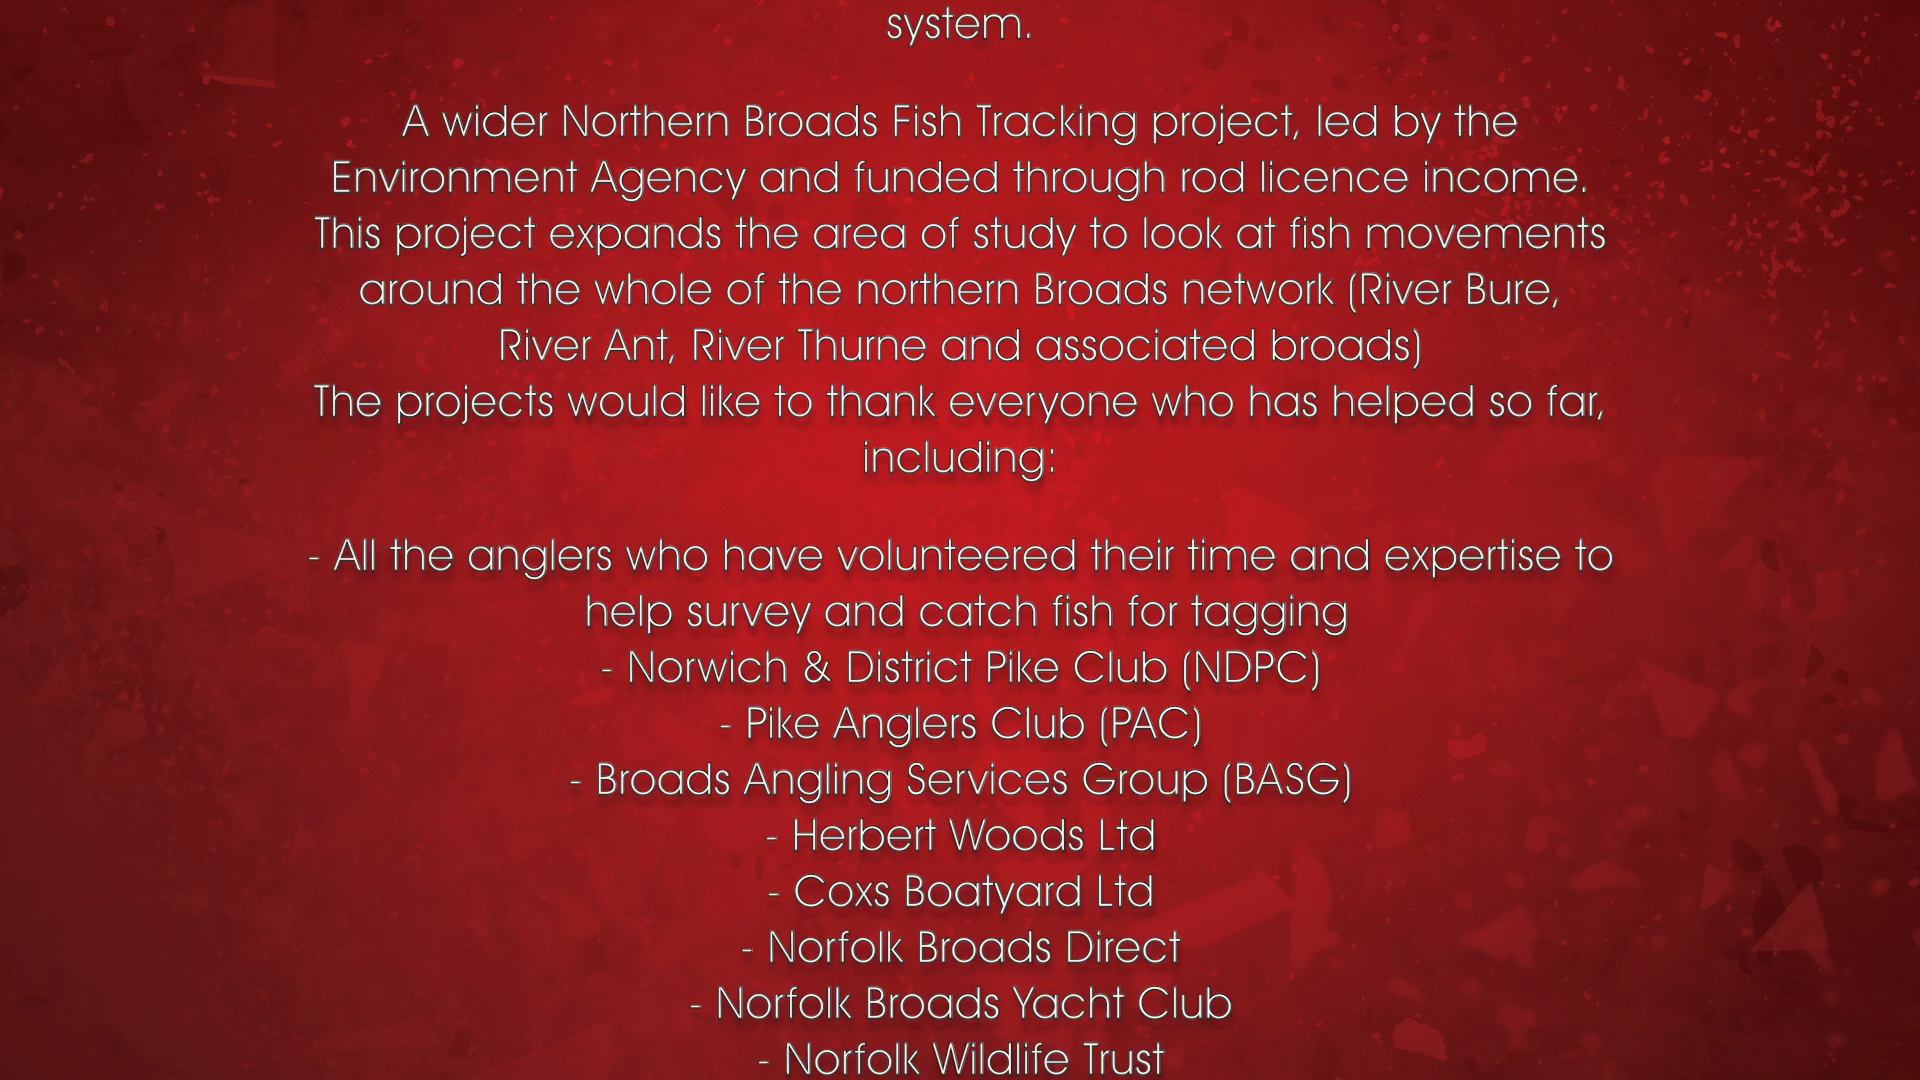 system.
A wider Northern Broads Fish Tracking project, led by the
Environment Agency and funded through rod licence income.
This project expands the area of study to look at fish movements
around the whole of the northern Broads network (River Bure,
River Ant, River Thurne and associated broads)
The projects would like to thank everyone who has helped so far,
including:
- All the anglers who have volunteered their time and expertise to
help survey and catch fish for tagging
- Norwich & District Pike Club (NDPC)
- Pike Anglers Club (PAC)
- Broads Angling Services Group (BASG)
- Herbert Woods Ltd
- Coxs Boatyard Ltd
- Norfolk Broads Direct
- Norfolk Broads Yacht Club
- Norfolk Wildlife Trust